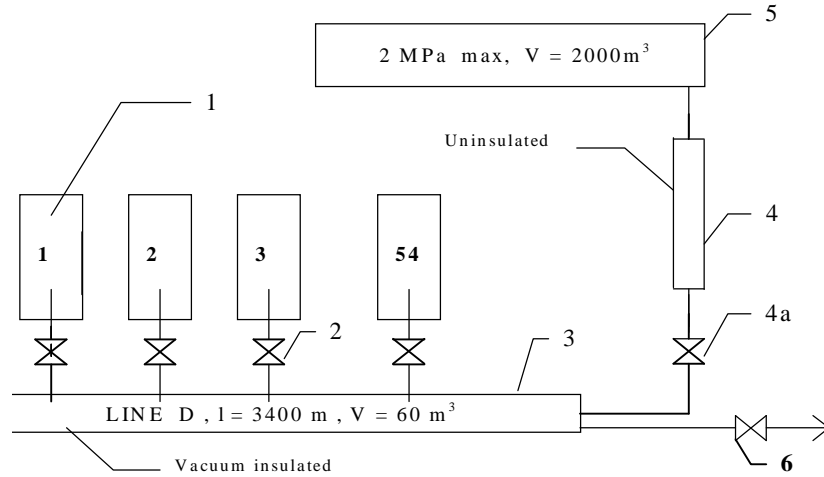 5
2 MPa max, V = 2000m³
1
Uninsulated
4
1
2
3
54
2
3
4a
LINE D , l = 3400 m , V = 60 m³
Vacuum insulated
6